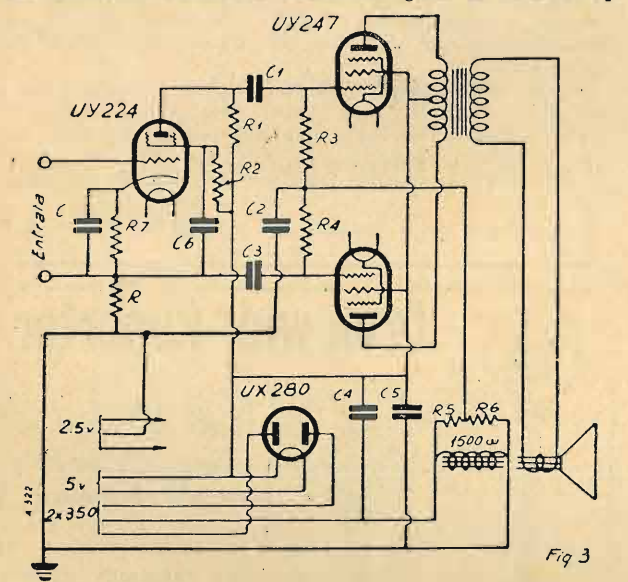 UY247
UY224
C1
R1
R2
R3
Entrata
C
R7
C6
C2
R4
C3
R
UX280
C4
C5
R5
R6
1500 ω
2.5v
5v
2x350
A 322
Fig 3